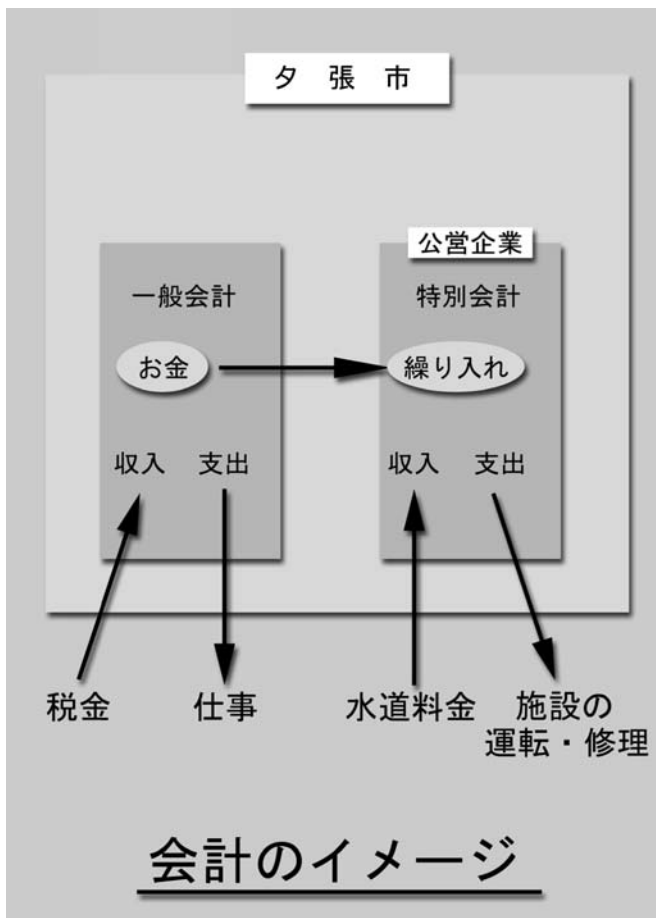 夕張市
公営企業
一般会計
特別会計
お金
繰り入れ
収入 支出
収入 支出
税金
仕事
水道料金
施設の
運転・修理
会計のイメージ